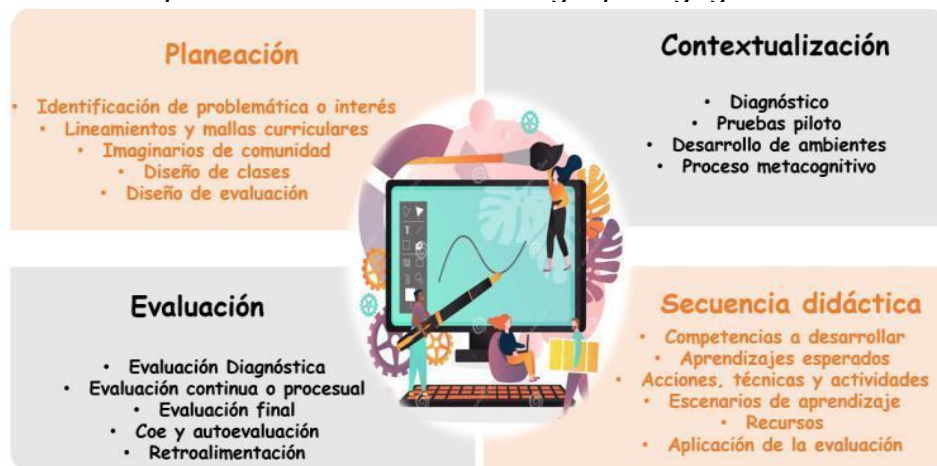 Planeación
• Identificación de problemática o interés
• Lineamientos y mallas curriculares
• Imaginarios de comunidad
• Diseño de clases
• Diseño de evaluación
Contextualización
• Diagnóstico
• Pruebas piloto
• Desarrollo de ambientes
• Proceso metacognitivo
Evaluación
• Evaluación Diagnóstica
• Evaluación continua o procesual
• Evaluación final
• Coe y autoevaluación
• Retroalimentación
Secuencia didáctica
• Competencias a desarrollar
• Aprendizajes esperados
• Acciones, técnicas y actividades
• Escenarios de aprendizaje
• Recursos
• Aplicación de la evaluación